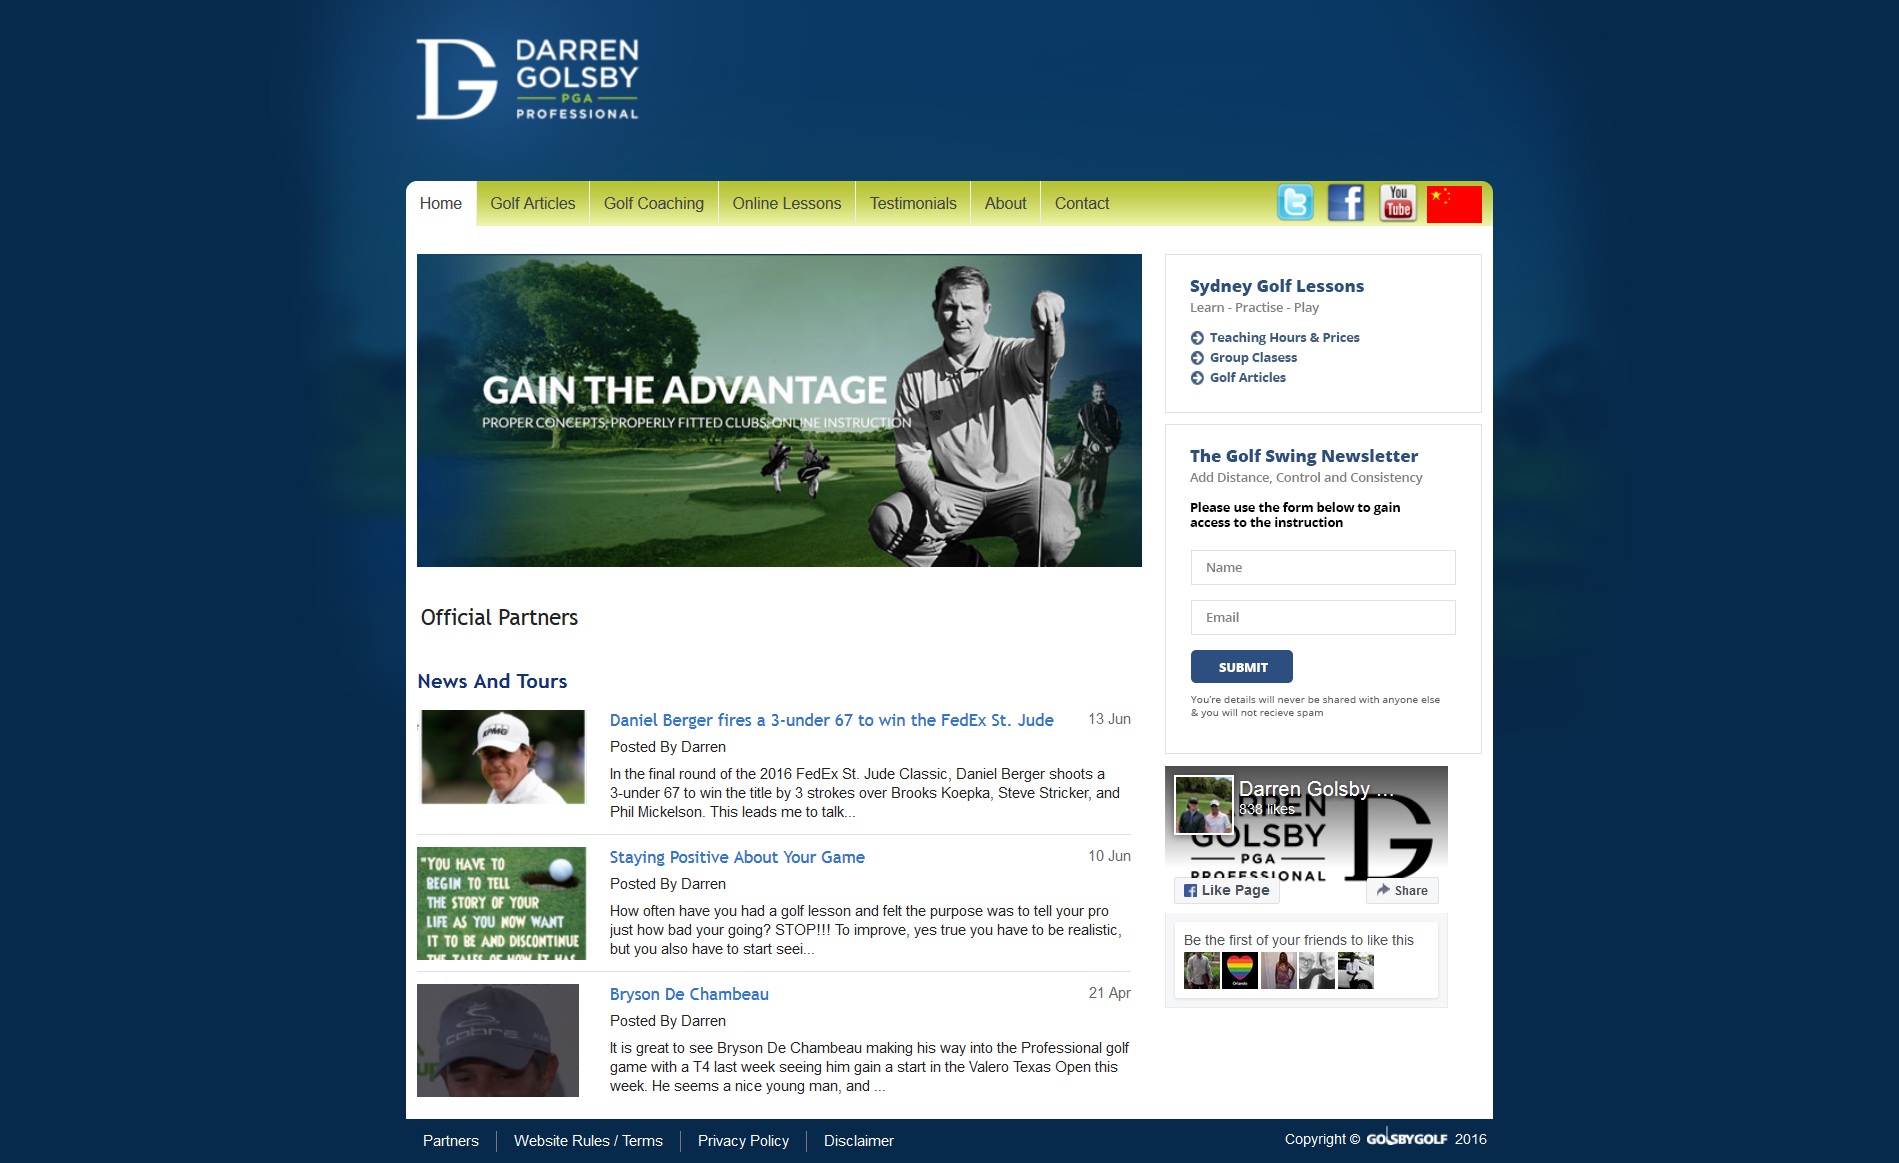 DARREN
GOLSBY
PGA
PROFESSIONAL
Home
Golf Articles
Golf Coaching
Online Lessons
Testimonials
About
Contact
You
Tube
GAIN THE ADVANTAGE
PROPER CONCEPTS, PROPERLY FITTED CLUBS, ONLINE INSTRUCTION
Official Partners
News And Tours
KPMG
Daniel Berger fires a 3-under 67 to win the FedEx St. Jude
13 Jun
Posted By Darren
In the final round of the 2016 FedEx St. Jude Classic, Daniel Berger shoots a
3-under 67 to win the title by 3 strokes over Brooks Koepka, Steve Stricker, and
Phil Mickelson. This leads me to talk...
"YOU HAVE TO
BEGIN TO TELL
THE STORY OF YOUR
LIFE AS YOU NOW WANT
IT TO BE AND DISCONTINUE
THE TALES OF HOW IT HAS
Staying Positive About Your Game
10 Jun
Posted By Darren
How often have you had a golf lesson and felt the purpose was to tell your pro
just how bad your going? STOP!!! To improve, yes true you have to be realistic,
but you also have to start seei...
cobra
Bryson De Chambeau
21 Apr
Posted By Darren
It is great to see Bryson De Chambeau making his way into the Professional golf
game with a T4 last week seeing him gain a start in the Valero Texas Open this
week. He seems a nice young man, and ...
Sydney Golf Lessons
Learn - Practise - Play
Teaching Hours & Prices
Group Clasess
Golf Articles
The Golf Swing Newsletter
Add Distance, Control and Consistency
Please use the form below to gain
access to the instruction
Name
Email
SUBMIT
You're details will never be shared with anyone else
& you will not recieve spam
Darren Golsby ...
838 likes
GOLSBY
PGA
PROFESSIONAL
Like Page
Share
Be the first of your friends to like this
Orlando
Partners
Website Rules / Terms
Privacy Policy
Disclaimer
Copyright © GOLSBYGOLF 2016